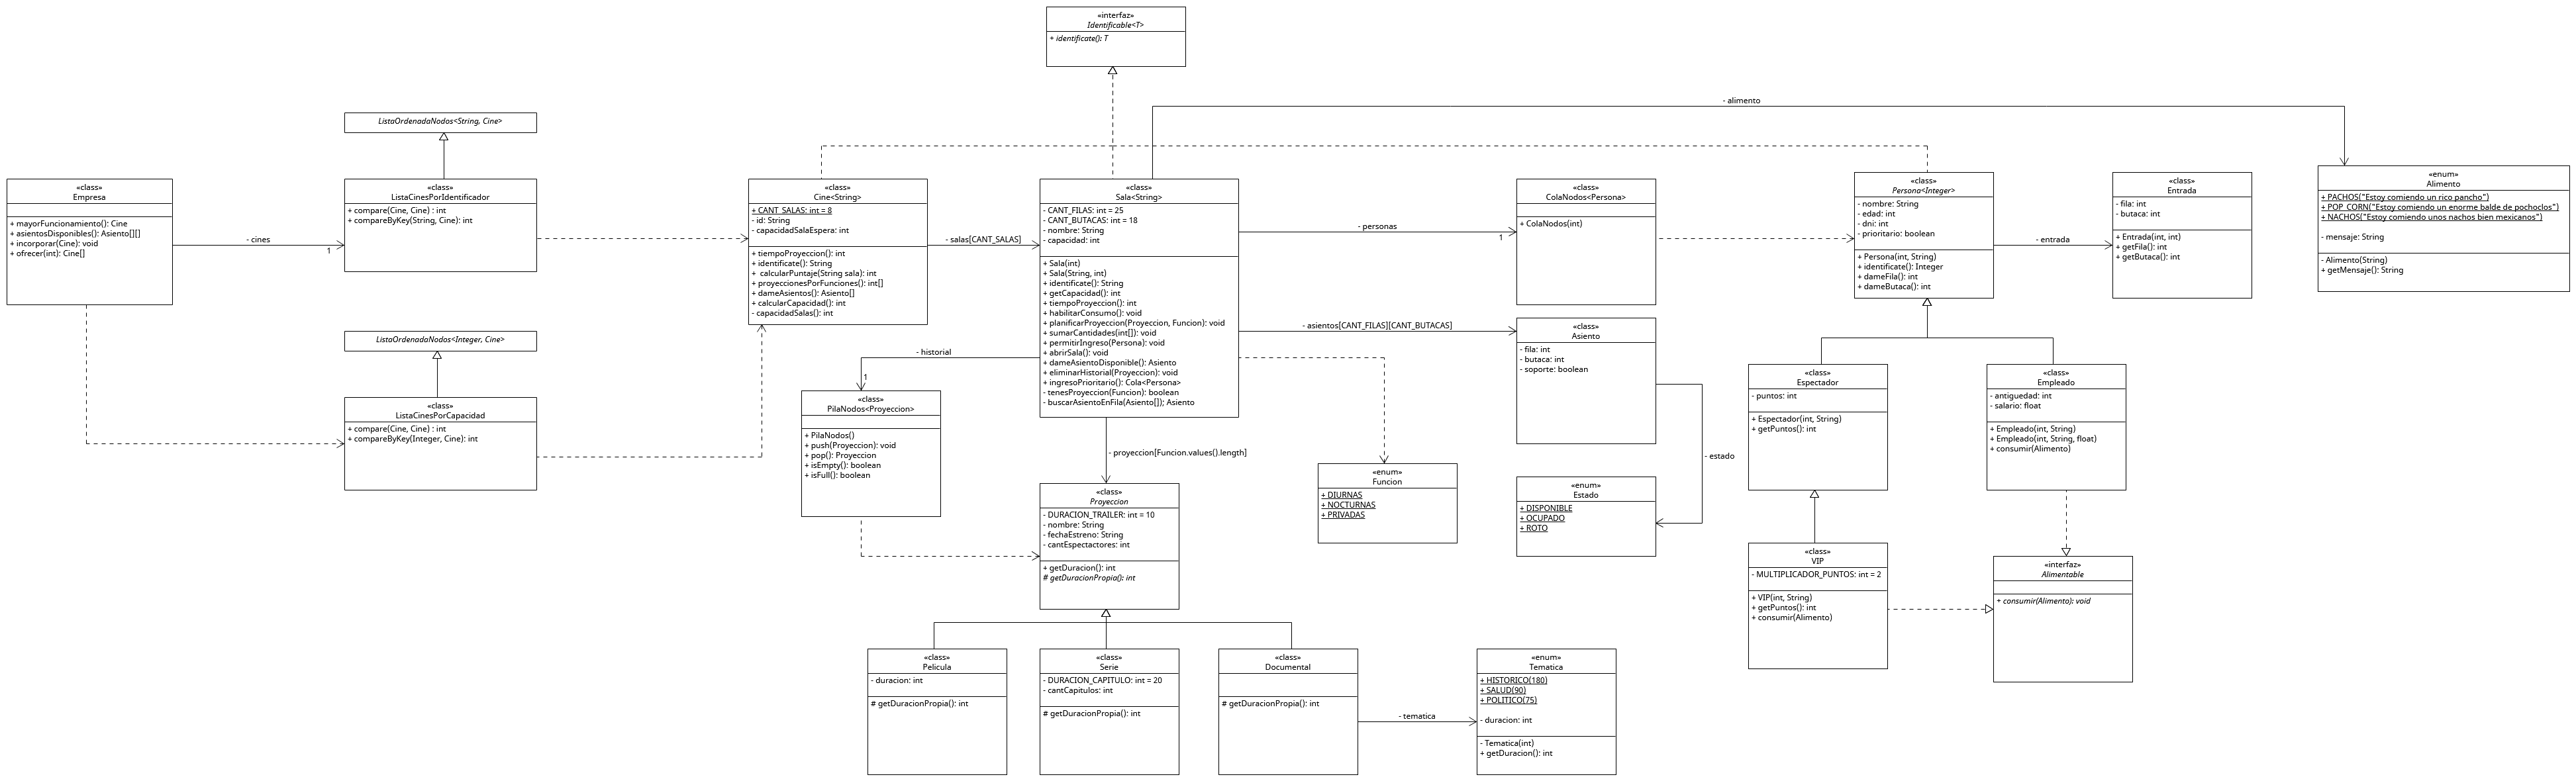 «interfaz»
Identificable<T>
+ identificate(): T
- alimento
ListaOrdenadaNodos<String, Cine>
«class»
Empresa
+ mayorFuncionamiento(): Cine
+ asientosDisponibles(): Asiento[][]
+ incorporar(Cine): void
+ ofrecer(int): Cine[]
- cines
1
«class»
ListaCinesPorIdentificador
+ compare(Cine, Cine) : int
+ compareByKey(String, Cine): int
«class»
Cine<String>
+ CANT_SALAS: int = 8
- id: String
- capacidadSalaEspera: int
+ tiempoProyeccion(): int
+ identificate(): String
+  calcularPuntaje(String sala): int
+ proyeccionesPorFunciones(): int[]
+ dameAsientos(): Asiento[]
+ calcularCapacidad(): int
- capacidadSalas(): int
- salas[CANT_SALAS]
«class»
Sala<String>
- CANT_FILAS: int = 25
- CANT_BUTACAS: int = 18
- nombre: String
- capacidad: int
+ Sala(int)
+ Sala(String, int)
+ identificate(): String
+ getCapacidad(): int
+ tiempoProyeccion(): int
+ habilitarConsumo(): void
+ planificarProyeccion(Proyeccion, Funcion): void
+ sumarCantidades(int[]): void
+ permitirIngreso(Persona): void
+ abrirSala(): void
+ dameAsientoDisponible(): Asiento
+ eliminarHistorial(Proyeccion): void
+ ingresoPrioritario(): Cola<Persona>
- tenesProyeccion(Funcion): boolean
- buscarAsientoEnFila(Asiento[]); Asiento
- personas
1
«class»
ColaNodos<Persona>
+ ColaNodos(int)
«class»
Persona<Integer>
- nombre: String
- edad: int
- dni: int
- prioritario: boolean
+ Persona(int, String)
+ identificate(): Integer
+ dameFila(): int
+ dameButaca(): int
- entrada
«class»
Entrada
- fila: int
- butaca: int
+ Entrada(int, int)
+ getFila(): int
+ getButaca(): int
«enum»
Alimento
+ PACHOS("Estoy comiendo un rico pancho")
+ POP_CORN("Estoy comiendo un enorme balde de pochoclos")
+ NACHOS("Estoy comiendo unos nachos bien mexicanos")
- mensaje: String
- Alimento(String)
+ getMensaje(): String
ListaOrdenadaNodos<Integer, Cine>
«class»
ListaCinesPorCapacidad
+ compare(Cine, Cine) : int
+ compareByKey(Integer, Cine): int
- historial
1
«class»
PilaNodos<Proyeccion>
+ PilaNodos()
+ push(Proyeccion): void
+ pop(): Proyeccion
+ isEmpty(): boolean
+ isFull(): boolean
- asientos[CANT_FILAS][CANT_BUTACAS]
«class»
Asiento
- fila: int
- butaca: int
- soporte: boolean
- estado
«enum»
Funcion
+ DIURNAS
+ NOCTURNAS
+ PRIVADAS
«enum»
Estado
+ DISPONIBLE
+ OCUPADO
+ ROTO
- proyeccion[Funcion.values().length]
«class»
Proyeccion
- DURACION_TRAILER: int = 10
- nombre: String
- fechaEstreno: String
- cantEspectactores: int
+ getDuracion(): int
# getDuracionPropia(): int
«class»
Espectador
- puntos: int
+ Espectador(int, String)
+ getPuntos(): int
«class»
Empleado
- antiguedad: int
- salario: float
+ Empleado(int, String)
+ Empleado(int, String, float)
+ consumir(Alimento)
«class»
VIP
- MULTIPLICADOR_PUNTOS: int = 2
+ VIP(int, String)
+ getPuntos(): int
+ consumir(Alimento)
«interfaz»
Alimentable
+ consumir(Alimento): void
«class»
Pelicula
- duracion: int
# getDuracionPropia(): int
«class»
Serie
- DURACION_CAPITULO: int = 20
- cantCapitulos: int
# getDuracionPropia(): int
«class»
Documental
# getDuracionPropia(): int
- tematica
«enum»
Tematica
+ HISTORICO(180)
+ SALUD(90)
+ POLITICO(75)
- duracion: int
- Tematica(int)
+ getDuracion(): int